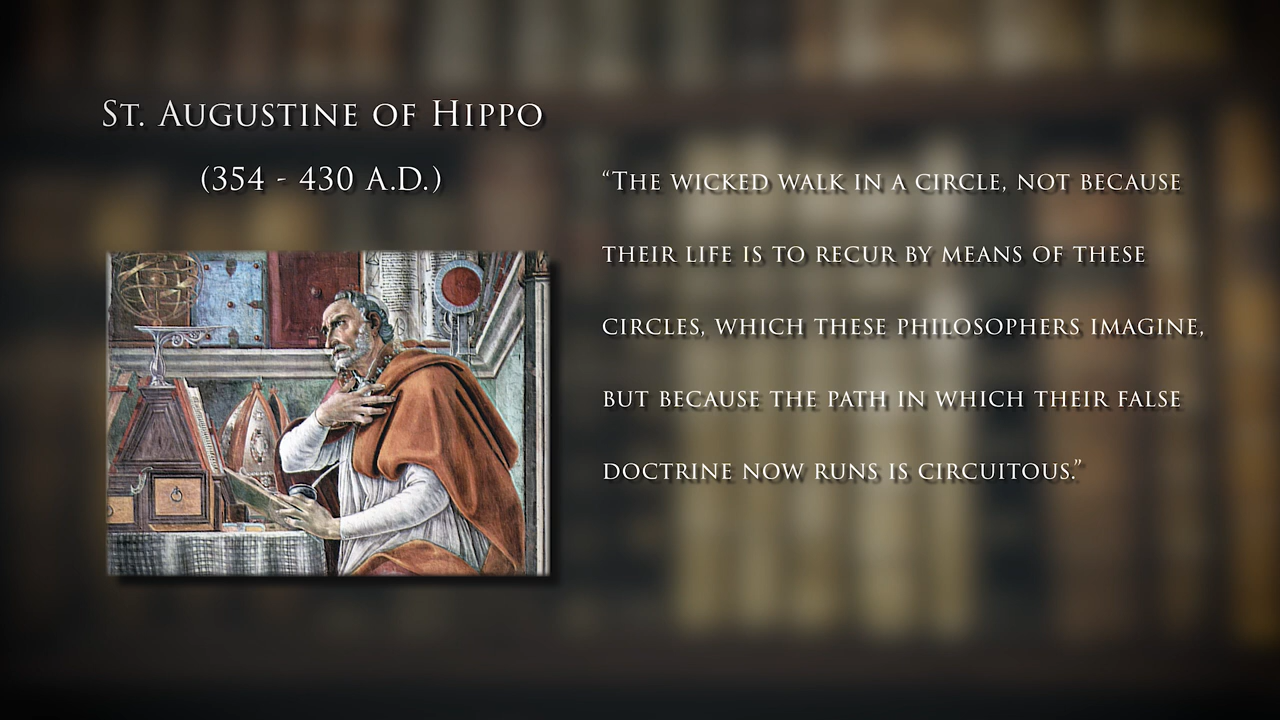 St. Augustine of Hippo
(354 - 430 A.D.)
“The wicked walk in a circle, not because
their life is to recur by means of these
circles, which these philosophers imagine,
but because the path in which their false
doctrine now runs is circuitous.”